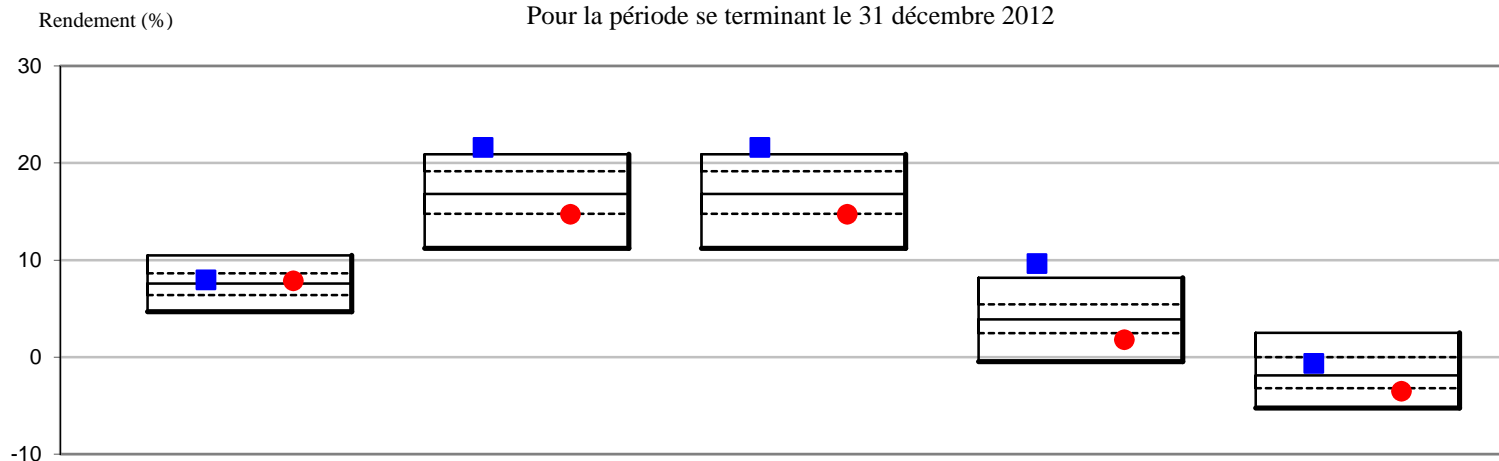 Pour la période se terminant le 31 décembre 2012
Rendement (%)
30
20
10
0
-10